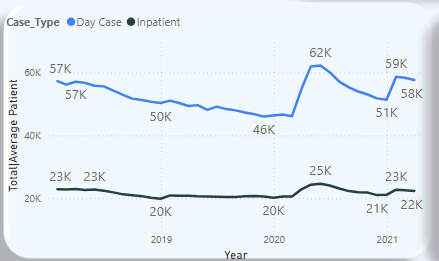 Case_Type Day Case Inpatient
Total|Average Patient
60K
40K
20K
57K
57K
50K
46K
62K
51K
59K
58K
23K
23K
20K
20K
25K
21K
23K
22K
2019
2020
2021
Year